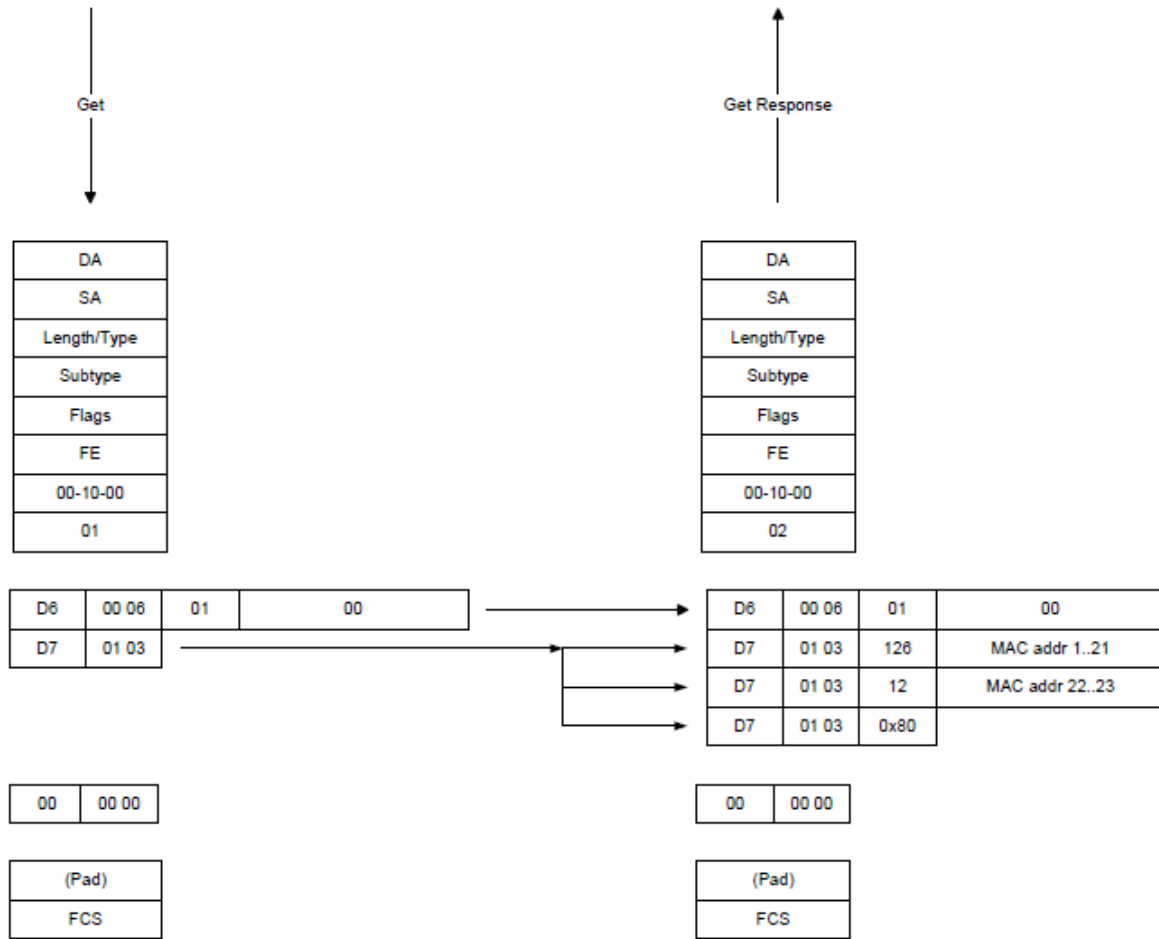 Get
Get Response
DA
SA
Length/Type
Subtype
Flags
FE
00-10-00
01
DA
SA
Length/Type
Subtype
Flags
FE
00-10-00
02
D6 00 06 01 00
D7 01 03
D6 00 06 01 00
D7 01 03 126 MAC addr 1..21
D7 01 03 12 MAC addr 22..23
D7 01 03 0x80
00 00 00
00 00 00
(Pad)
FCS
(Pad)
FCS